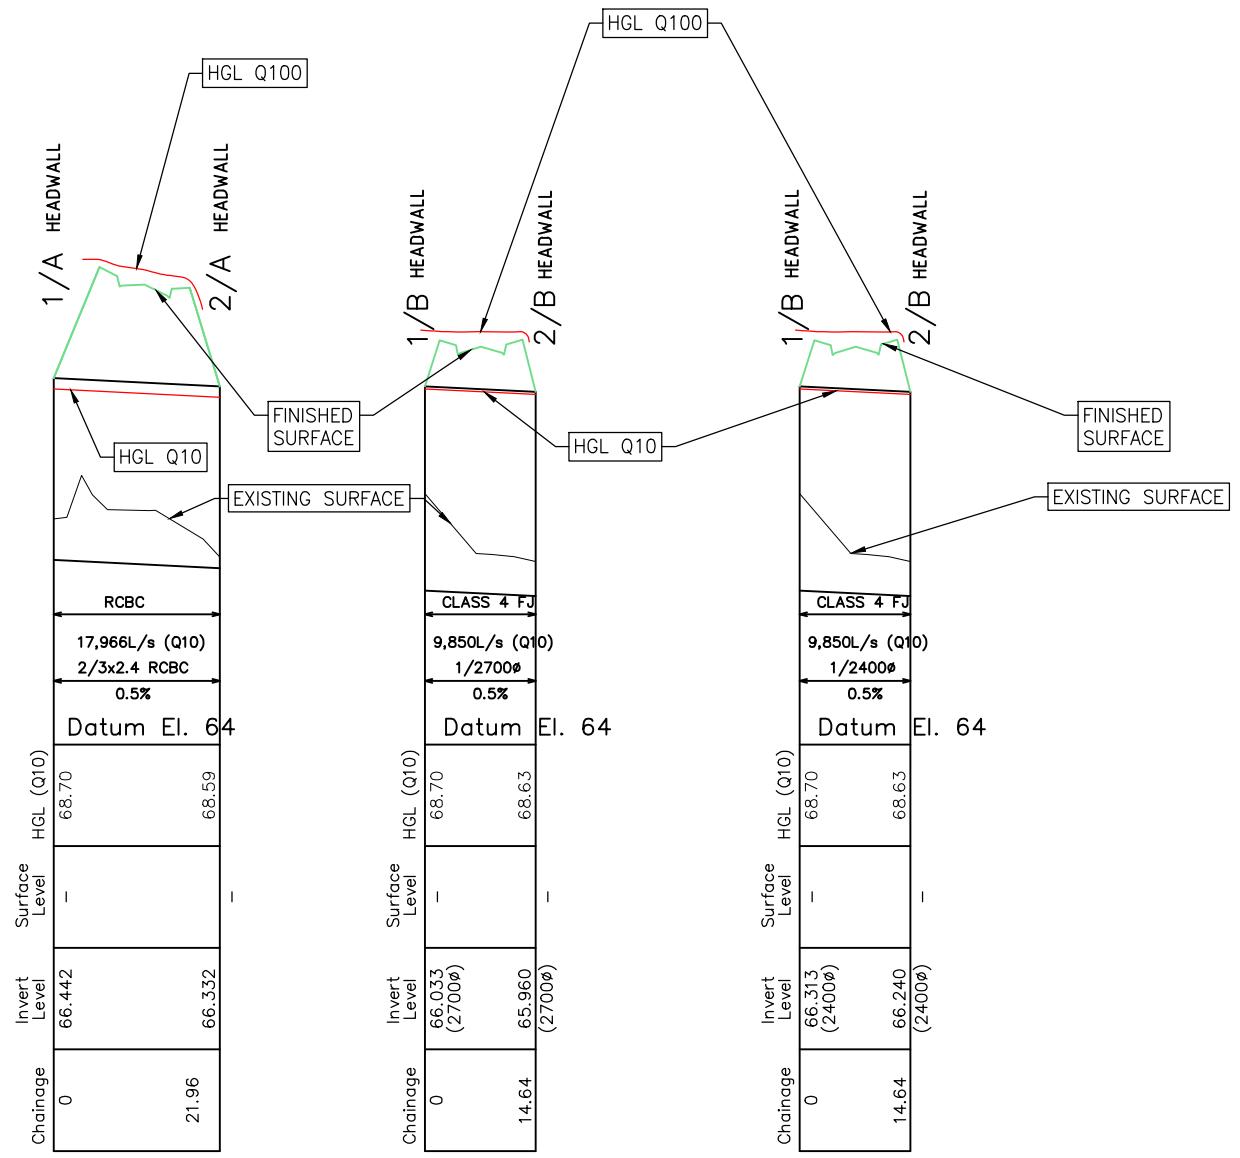 HGL Q100
HGL Q100
1/A HEADWALL
2/A HEADWALL
1/B HEADWALL
2/B HEADWALL
1/B HEADWALL
2/B HEADWALL
FINISHED
SURFACE
HGL Q10
HGL Q10
FINISHED
SURFACE
EXISTING SURFACE
EXISTING SURFACE
RCBC
17,966L/s (Q10)
2/3x2.4 RCBC
0.5%
Datum El. 64
HGL (Q10)
68.70
68.59
Surface
Level
-
-
Invert
Level
66.442
66.332
Chainage
0
21.96
CLASS 4 FJ
9,850L/s (Q10)
1/2700ø
0.5%
Datum El. 64
HGL (Q10)
68.70
68.63
Surface
Level
-
-
Invert
Level
66.033
(2700ø)
65.960
(2700ø)
Chainage
0
14.64
CLASS 4 FJ
9,850L/s (Q10)
1/2400ø
0.5%
Datum El. 64
HGL (Q10)
68.70
68.63
Surface
Level
-
-
Invert
Level
66.313
(2400ø)
66.240
(2400ø)
Chainage
0
14.64